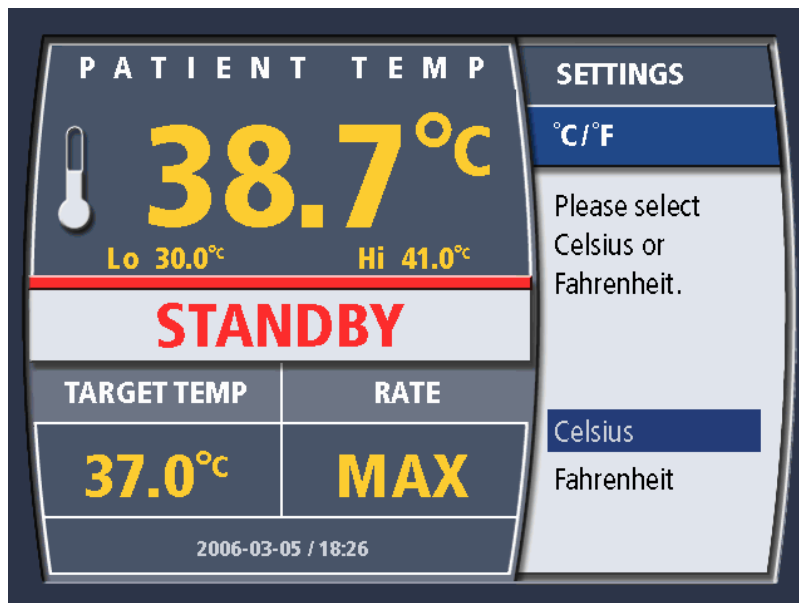 PATIENT TEMP
38.7°C
Lo 30.0°C
Hi 41.0°C
STANDBY
TARGET TEMP
RATE
37.0°C
MAX
2006-03-05 / 18:26
SETTINGS
°C/°F
Please select
Celsius or
Fahrenheit.
Celsius
Fahrenheit